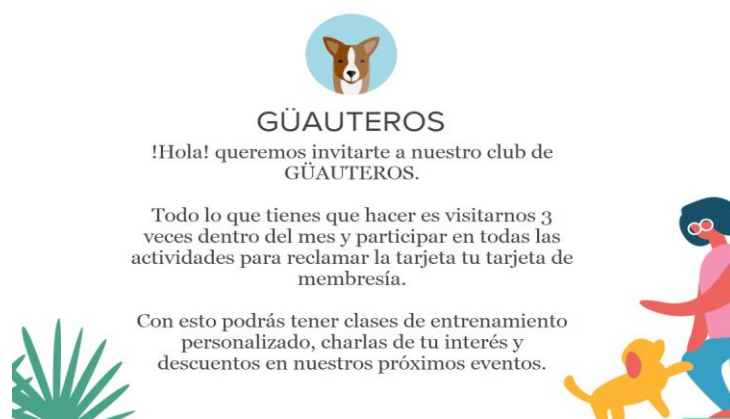 GÜAUTEROS
!Hola! queremos invitarte a nuestro club de
GÜAUTEROS.
Todo lo que tienes que hacer es visitarnos 3
veces dentro del mes y participar en todas las
actividades para reclamar la tarjeta tu tarjeta de
membresía.
Con esto podrás tener clases de entrenamiento
personalizado, charlas de tu interés y
descuentos en nuestros próximos eventos.